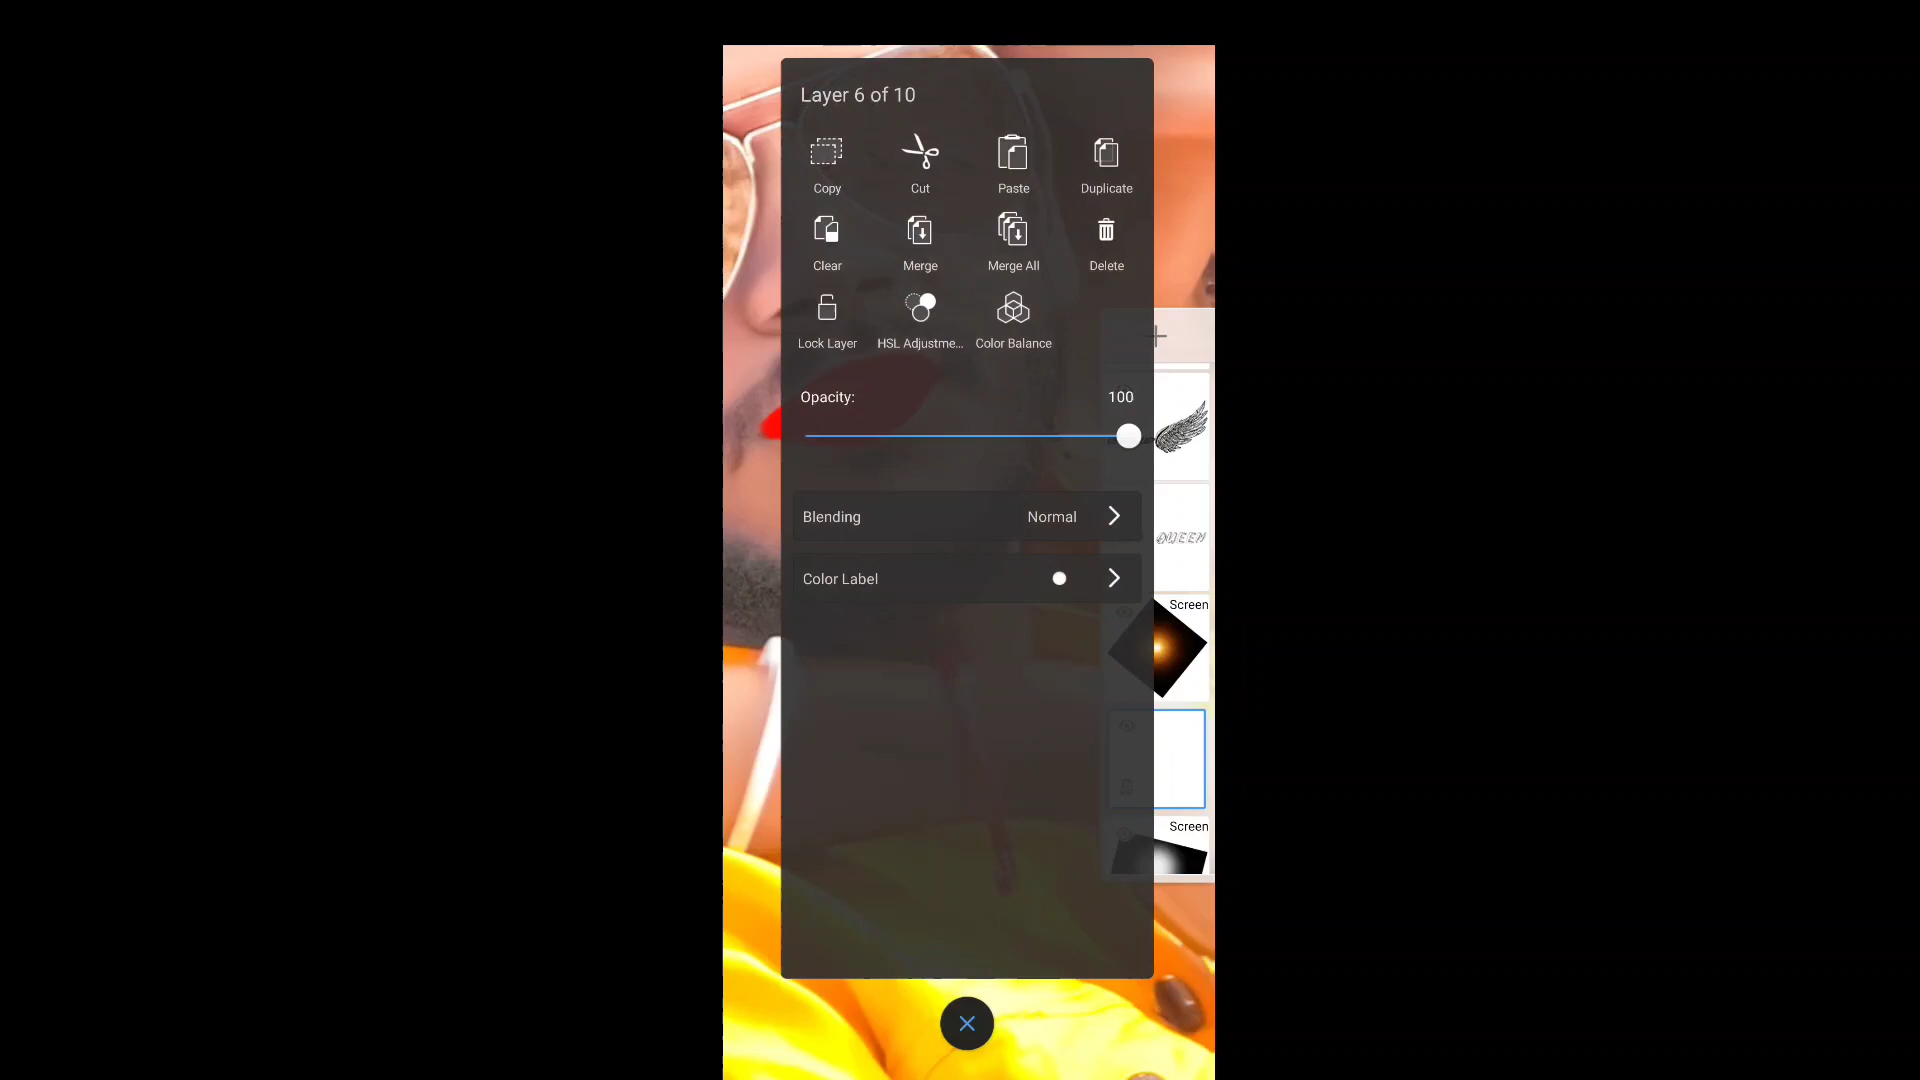 Layer 6 of 10
Copy Cut Paste Duplicate
Clear Merge Merge All Delete
Lock Layer HSL Adjustme... Color Balance
Opacity: 100
Blending Normal
QUEEN
Color Label
Screen
Screen